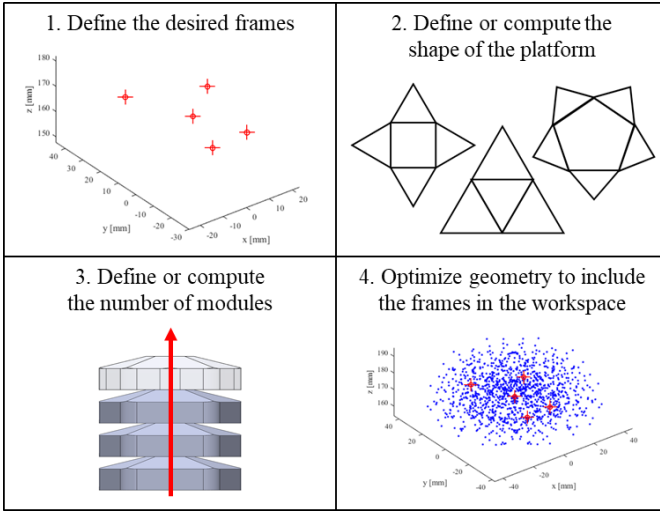 1. Define the desired frames
180
170
160
150
z [mm]
40
30
20
10
0
-10
-20
-30
y [mm]
-20
-10
0
10
20
x [mm]
2. Define or compute the
shape of the platform
3. Define or compute
the number of modules
4. Optimize geometry to include
the frames in the workspace
190
180
170
160
z [mm]
40
20
0
-20
-40
y [mm]
-40
-20
0
20
40
x [mm]